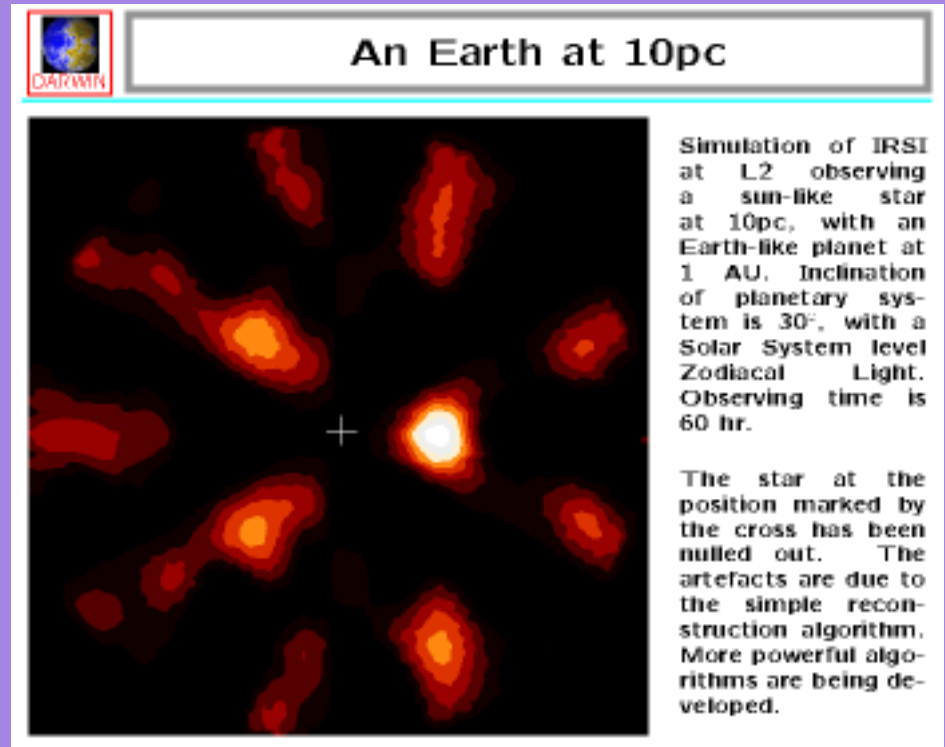 DARWIN
An Earth at 10pc
Simulation of IRSI
at L2 observing
a sun-like star
at 10pc, with an
Earth-like planet at
1 AU. Inclination
of planetary sys-
tem is 30°, with a
Solar System level
Zodiacal Light.
Observing time is
60 hr.
The star at the
position marked by
the cross has been
nulled out. The
artefacts are due to
the simple recon-
struction algorithm.
More powerful algo-
rithms are being de-
veloped.